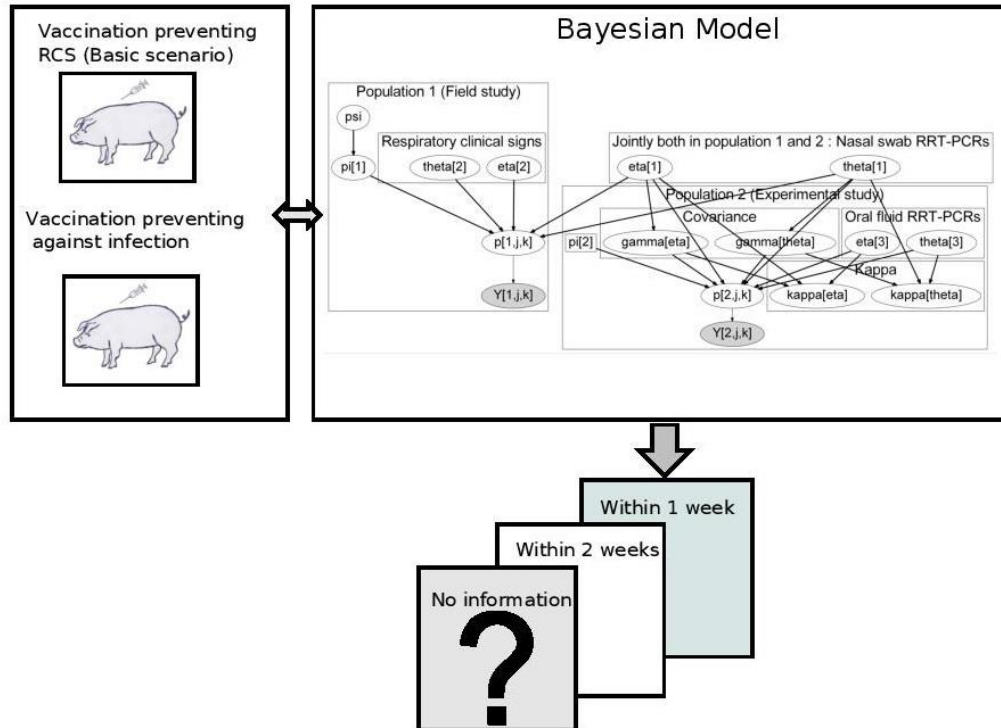 Vaccination preventing
RCS (Basic scenario)
Vaccination preventing
against infection
Bayesian Model
Population 1 (Field study)
psi
Respiratory clinical signs
pi[1]
theta[2]
eta[2]
p[1,j,k]
Y[1,j,k]
Jointly both in population 1 and 2 : Nasal swab RRT-PCRs
eta[1]
theta[1]
Population 2 (Experimental study)
Covariance
Oral fluid RRT-PCRs
pi[2]
gamma[eta]
gamma[theta]
eta[3]
theta[3]
Kappa
p[2,j,k]
kappa[eta]
kappa[theta]
Y[2,j,k]
Within 1 week
Within 2 weeks
No information
?